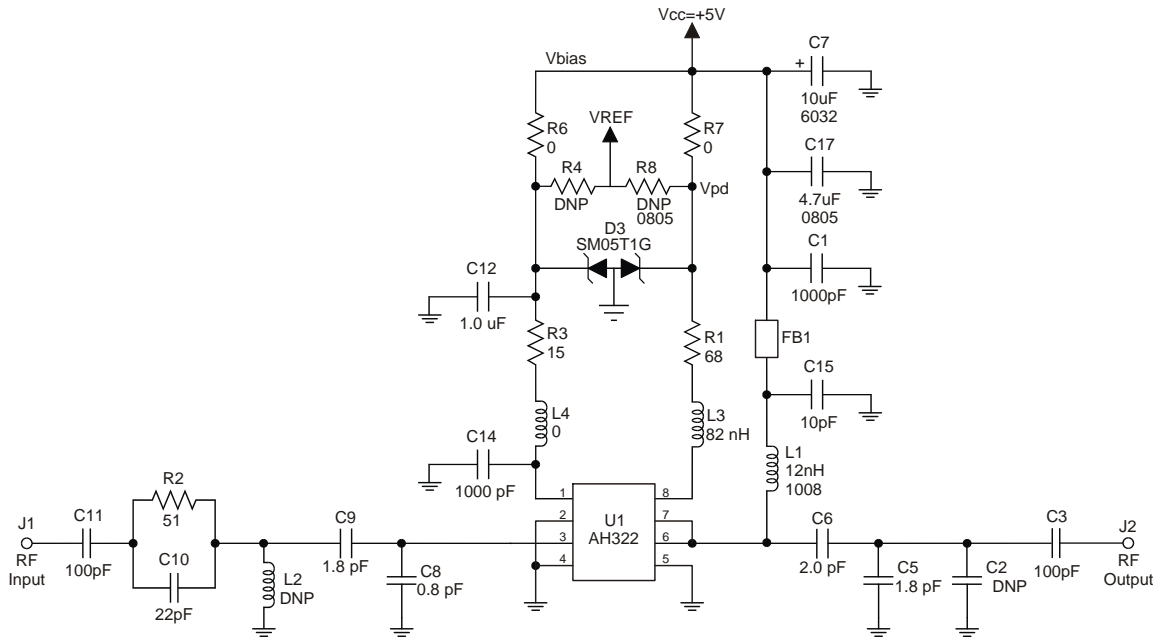 Vcc=+5V
C7
Vbias
+
10uF
6032
VREF
R6
0
R7
0
C17
R4
R8
DNP
DNP
0805
Vpd
4.7uF
0805
D3
SM05T1G
C12
C1
1.0 uF
1000pF
R3
15
R1
68
FB1
C15
10pF
L4
0
L3
82 nH
C14
L1
12nH
1008
1000 pF
R2
51
1
8
2
U1
7
J1
C11
C9
3
AH322
6
C6
C3
J2
RF
Input
100pF
C10
1.8 pF
4
5
2.0 pF
100pF
RF
Output
22pF
L2
DNP
C8
0.8 pF
C5
1.8 pF
C2
DNP